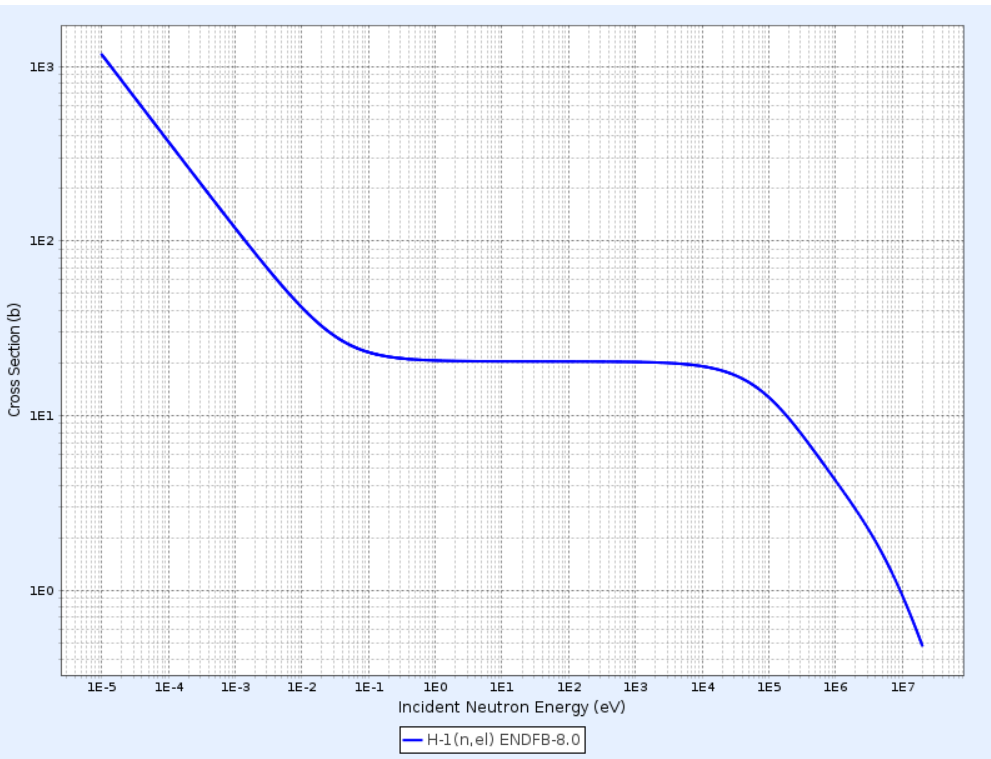 1E3
1E2
1E1
1E0
Cross Section (b)
1E-5 1E-4 1E-3 1E-2 1E-1 1E0 1E1 1E2 1E3 1E4 1E5 1E6 1E7
Incident Neutron Energy (eV)
H-1(n,el) ENDFB-8.0